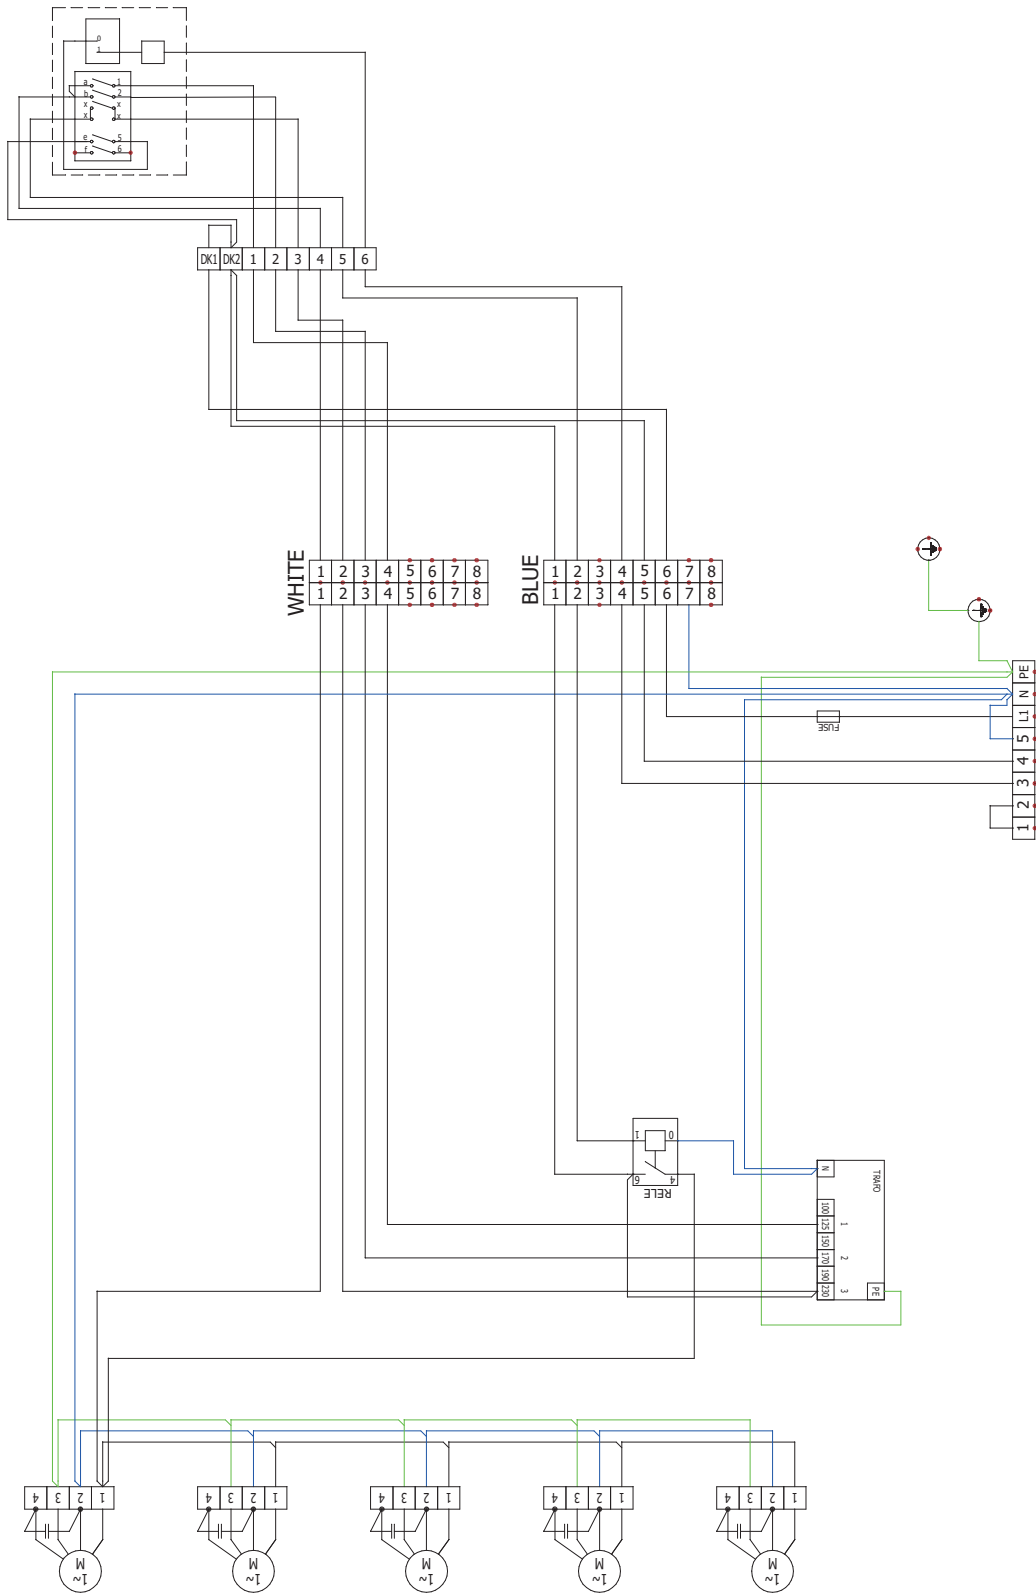 0
1
a 1
b 2
x x
x x
e 5
f 6
DK1 DK2 1 2 3 4 5 6
WHITE
1 2 3 4 5 6 7 8
1 2 3 4 5 6 7 8
BLUE
1 2 3 4 5 6 7 8
1 2 3 4 5 6 7 8
PE
N
L1
5
4
3
2
1
FUSE
1 0
6 4
RELE
N
TRAFO
100
125 1
150
170 2
190
230 3
PE
4 3 2 1
4 3 2 1
4 3 2 1
4 3 2 1
4 3 2 1
M
1~
M
1~
M
1~
M
1~
M
1~